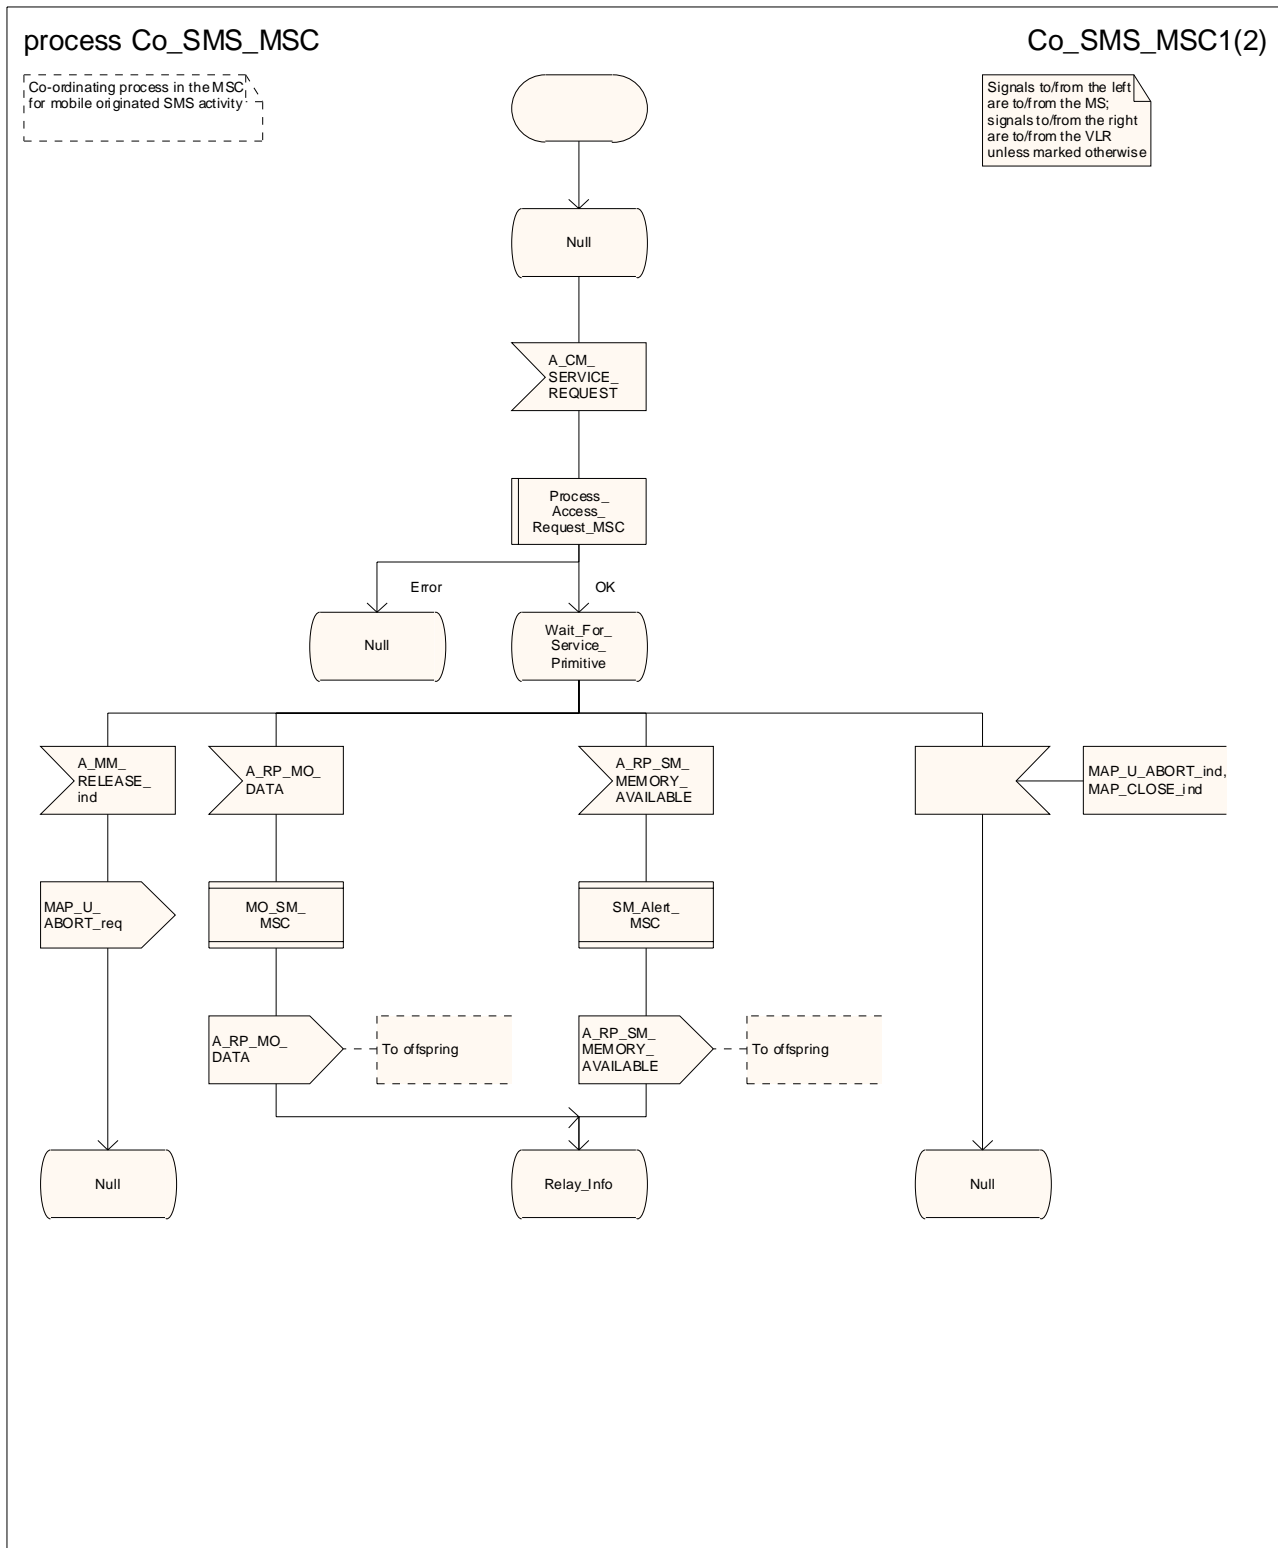 process Co_SMS_MSC
Co_SMS_MSC1(2)
Co-ordinating process in the MSC
for mobile originated SMS activity
Signals to/from the left
are to/from the MS;
signals to/from the right
are to/from the VLR
unless marked otherwise
Null
A_CM_
SERVICE_
REQUEST
Process_
Access_
Request_MSC
Error
OK
Null
Wait_For_
Service_
Primitive
A_MM_
RELEASE_
ind
A_RP_MO_
DATA
A_RP_SM_
MEMORY_
AVAILABLE
MAP_U_ABORT_ind,
MAP_CLOSE_ind
MAP_U_
ABORT_req
MO_SM_
MSC
SM_Alert_
MSC
A_RP_MO_
DATA
To offspring
A_RP_SM_
MEMORY_
AVAILABLE
To offspring
Null
Relay_Info
Null